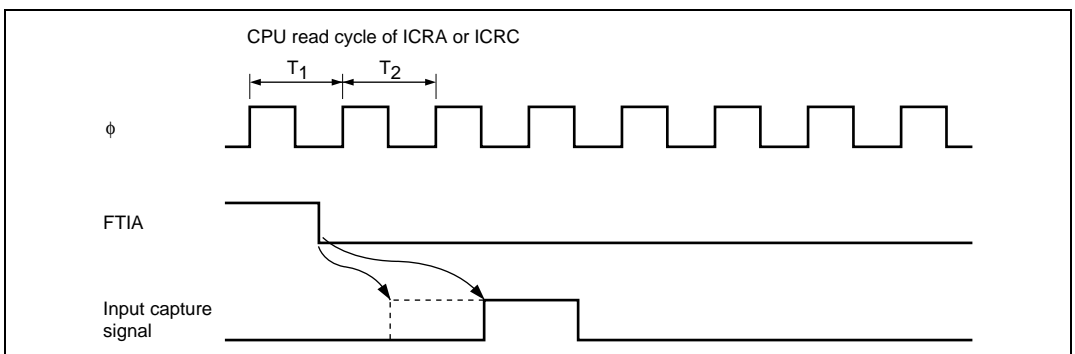 CPU read cycle of ICRA or ICRC
T1 T2
ϕ
FTIA
Input capture
signal